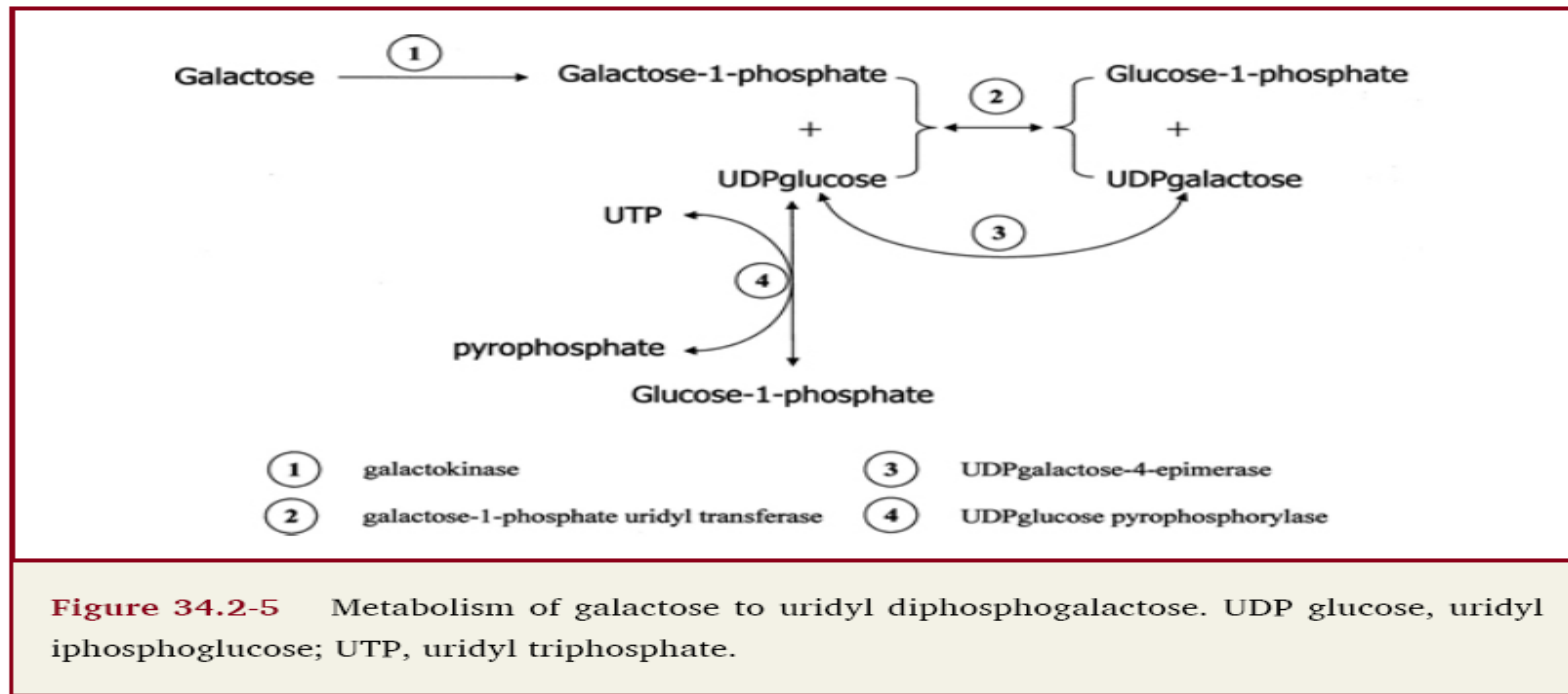 1
Galactose
Galactose-1-phosphate
2
Glucose-1-phosphate
+
+
UDPglucose
UDPgalactose
UTP
3
4
pyrophosphate
Glucose-1-phosphate
1 galactokinase
3 UDPgalactose-4-epimerase
2 galactose-1-phosphate uridyl transferase
4 UDPglucose pyrophosphorylase
Figure 34.2-5 Metabolism of galactose to uridyl diphosphogalactose. UDP glucose, uridyl
iphosphoglucose; UTP, uridyl triphosphate.